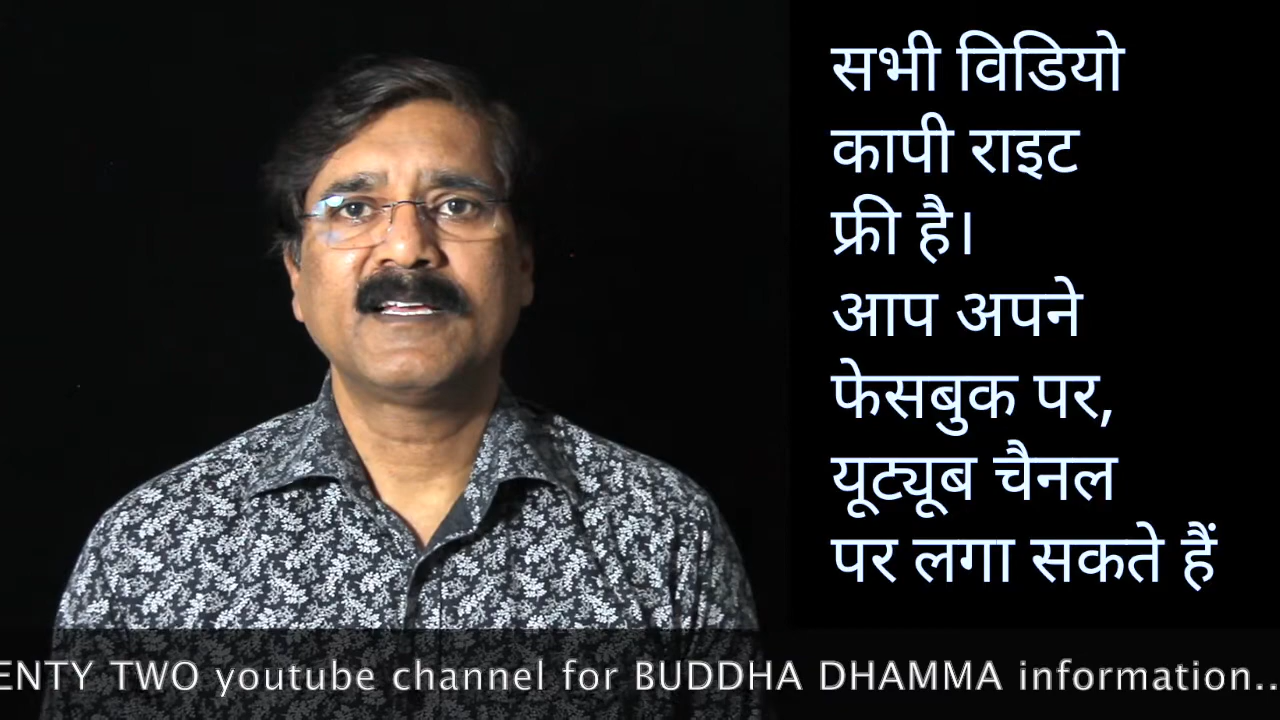 सभी विडियो
कापी राइट
फ्री है।
आप अपने
फेसबुक पर,
यूट्यूब चैनल
पर लगा सकते हैं
ENTY TWO youtube channel for BUDDHA DHAMMA information..